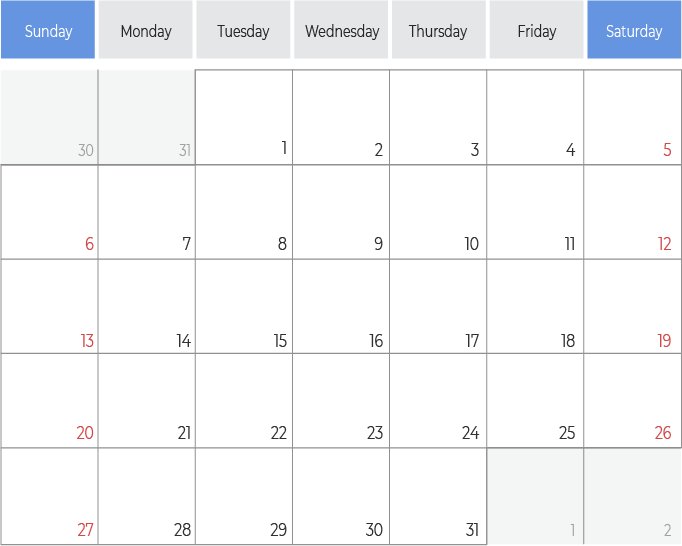 Sunday Monday Tuesday Wednesday Thursday Friday Saturday
30 31 1 2 3 4 5
6 7 8 9 10 11 12
13 14 15 16 17 18 19
20 21 22 23 24 25 26
27 28 29 30 31 1 2